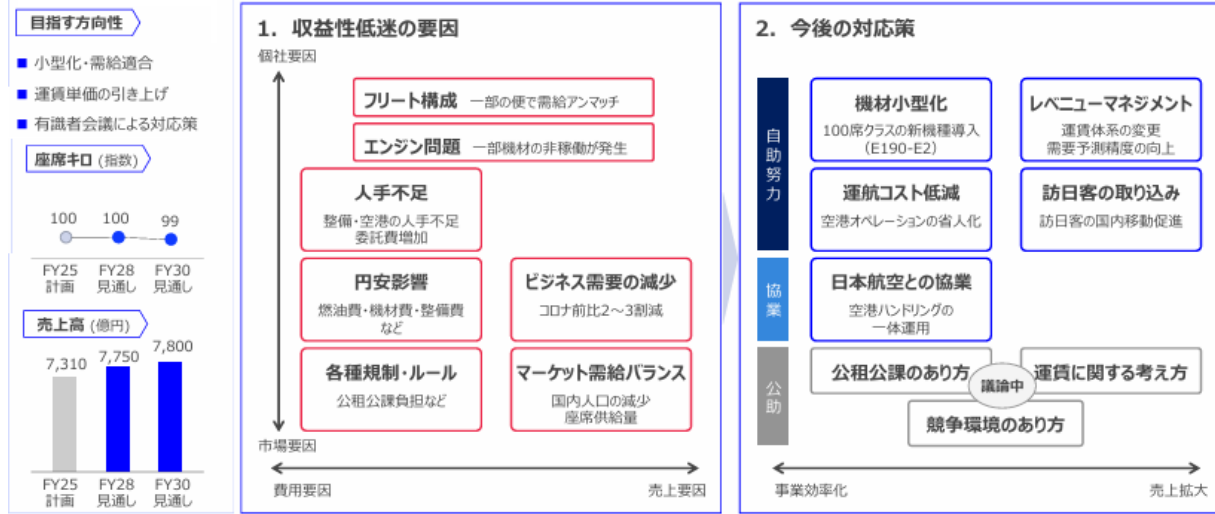 目指す方向性
■ 小型化・需給適合
■ 運賃単価の引き上げ
■ 有識者会議による対応策
座席キロ (指数)
100 100 99
FY25 FY28 FY30
計画 見通し 見通し
売上高 (億円)
7,310 7,750 7,800
FY25 FY28 FY30
計画 見通し 見通し
1. 収益性低迷の要因
個社要因
フリート構成 一部の便で需給アンマッチ
エンジン問題 一部機材の非稼働が発生
人手不足
整備・空港の人手不足
委託費増加
円安影響
燃油費・機材費・整備費
など
ビジネス需要の減少
コロナ前比2～3割減
各種規制・ルール
公租公課負担など
マーケット需給バランス
国内人口の減少
座席供給量
市場要因
費用要因 売上要因
2. 今後の対応策
自助努力
機材小型化
100席クラスの新機種導入
(E190-E2)
レベニューマネジメント
運賃体系の変更
需要予測精度の向上
運航コスト低減
空港オペレーションの省人化
訪日客の取り込み
訪日客の国内移動促進
協業
日本航空との協業
空港ハンドリングの
一体運用
公助
公租公課のあり方
議論中
運賃に関する考え方
競争環境のあり方
事業効率化 売上拡大